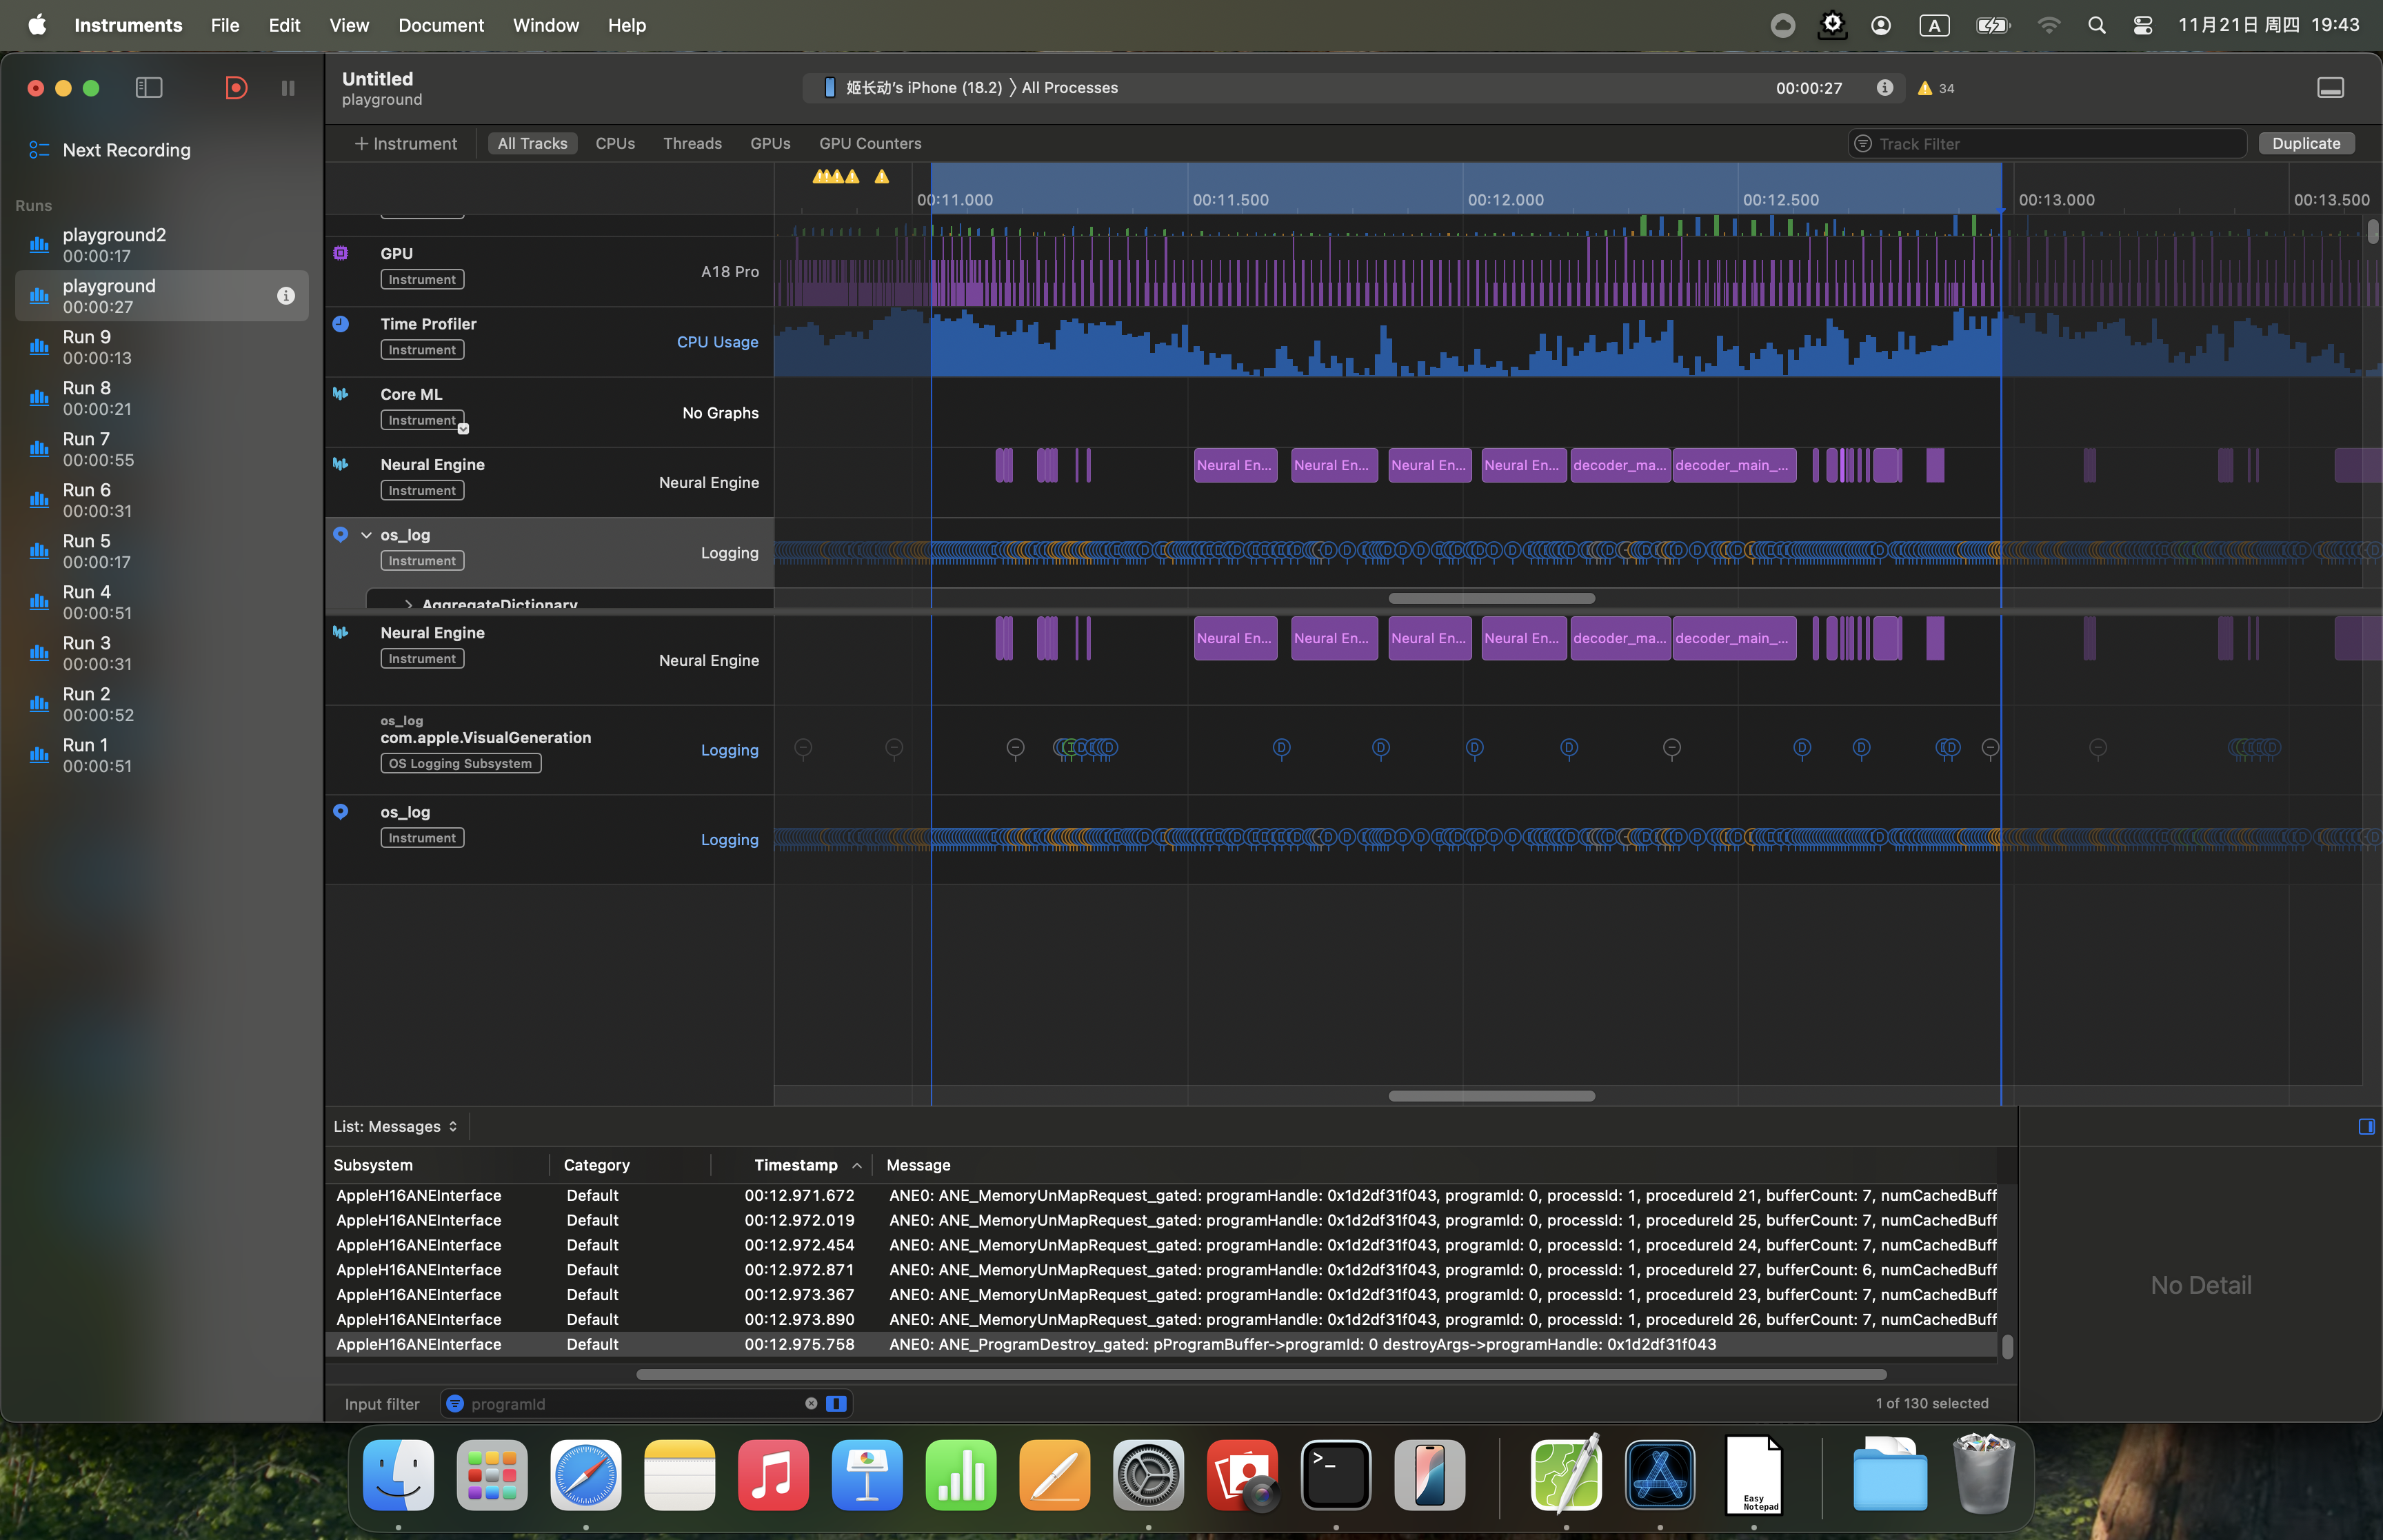 Instruments File Edit View Document Window Help
A
11月21日 周四 19:43
Untitled
playground
姬长动's iPhone (18.2) 〉All Processes
00:00:27
34
Next Recording
Runs
playground2
00:00:17
playground
00:00:27
Run 9
00:00:13
Run 8
00:00:21
Run 7
00:00:55
Run 6
00:00:31
Run 5
00:00:17
Run 4
00:00:51
Run 3
00:00:31
Run 2
00:00:52
Run 1
00:00:51
+ Instrument All Tracks CPUs Threads GPUs GPU Counters
Track Filter
Duplicate
00:11.000 00:11.500 00:12.000 00:12.500 00:13.000 00:13.500
GPU
Instrument
A18 Pro
Time Profiler
Instrument
CPU Usage
Core ML
Instrument
No Graphs
Neural Engine
Instrument
Neural Engine
Neural En... Neural En... Neural En... Neural En... decoder_ma... decoder_main_...
os_log
Instrument
Logging
AggregateDictionary
Neural Engine
Instrument
Neural Engine
Neural En... Neural En... Neural En... Neural En... decoder_ma... decoder_main_...
os_log
com.apple.VisualGeneration
OS Logging Subsystem
Logging
os_log
Instrument
Logging
List: Messages
Subsystem Category Timestamp Message
AppleH16ANEInterface Default 00:12.971.672 ANE0: ANE_MemoryUnMapRequest_gated: programHandle: 0x1d2df31f043, programId: 0, processId: 1, procedureId 21, bufferCount: 7, numCachedBuff
AppleH16ANEInterface Default 00:12.972.019 ANE0: ANE_MemoryUnMapRequest_gated: programHandle: 0x1d2df31f043, programId: 0, processId: 1, procedureId 25, bufferCount: 7, numCachedBuff
AppleH16ANEInterface Default 00:12.972.454 ANE0: ANE_MemoryUnMapRequest_gated: programHandle: 0x1d2df31f043, programId: 0, processId: 1, procedureId 24, bufferCount: 7, numCachedBuff
AppleH16ANEInterface Default 00:12.972.871 ANE0: ANE_MemoryUnMapRequest_gated: programHandle: 0x1d2df31f043, programId: 0, processId: 1, procedureId 27, bufferCount: 6, numCachedBuff
AppleH16ANEInterface Default 00:12.973.367 ANE0: ANE_MemoryUnMapRequest_gated: programHandle: 0x1d2df31f043, programId: 0, processId: 1, procedureId 23, bufferCount: 7, numCachedBuff
AppleH16ANEInterface Default 00:12.973.890 ANE0: ANE_MemoryUnMapRequest_gated: programHandle: 0x1d2df31f043, programId: 0, processId: 1, procedureId 26, bufferCount: 7, numCachedBuff
AppleH16ANEInterface Default 00:12.975.758 ANE0: ANE_ProgramDestroy_gated: pProgramBuffer->programId: 0 destroyArgs->programHandle: 0x1d2df31f043
No Detail
Input filter
programId
1 of 130 selected
Easy
Notepad